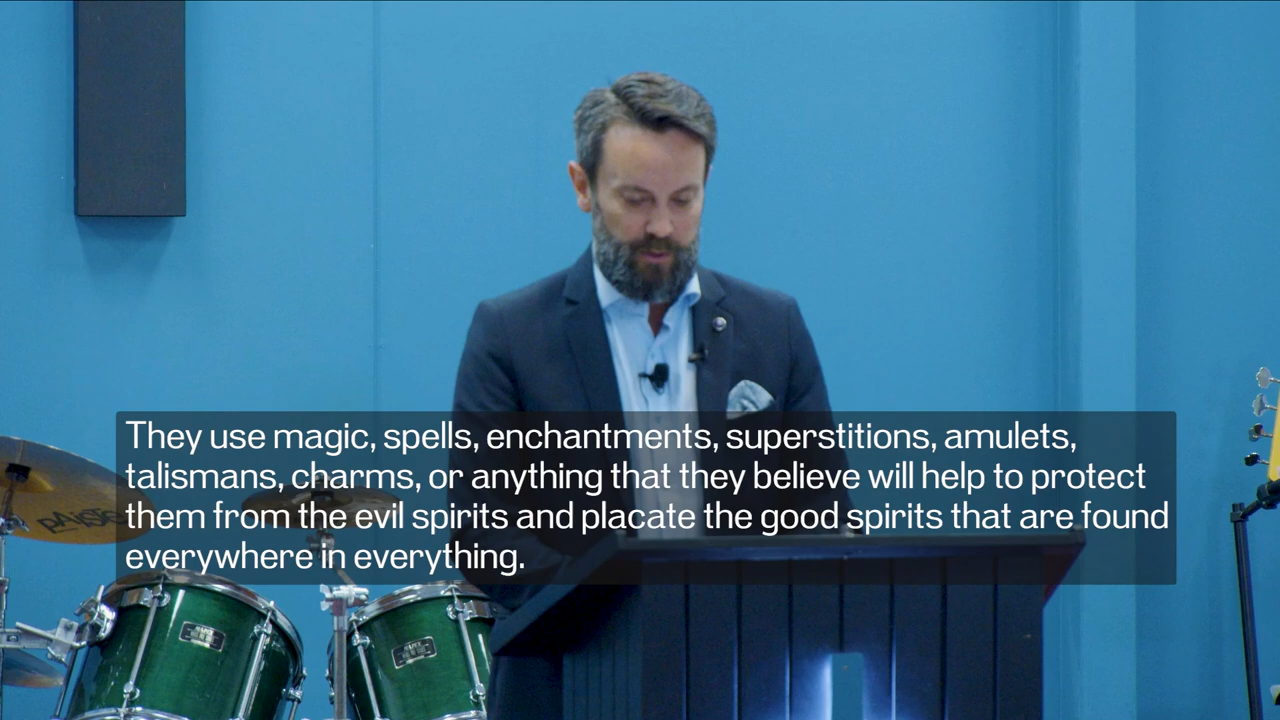 They use magic, spells, enchantments, superstitions, amulets,
talismans, charms, or anything that they believe will help to protect
them from the evil spirits and placate the good spirits that are found
everywhere in everything.
PAISTE